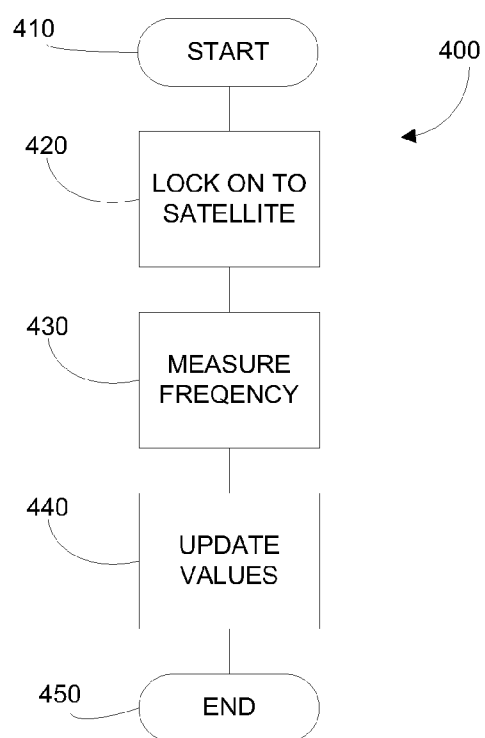 410
START
400
420
LOCK ON TO
SATELLITE
430
MEASURE
FREQENCY
440
UPDATE
VALUES
450
END